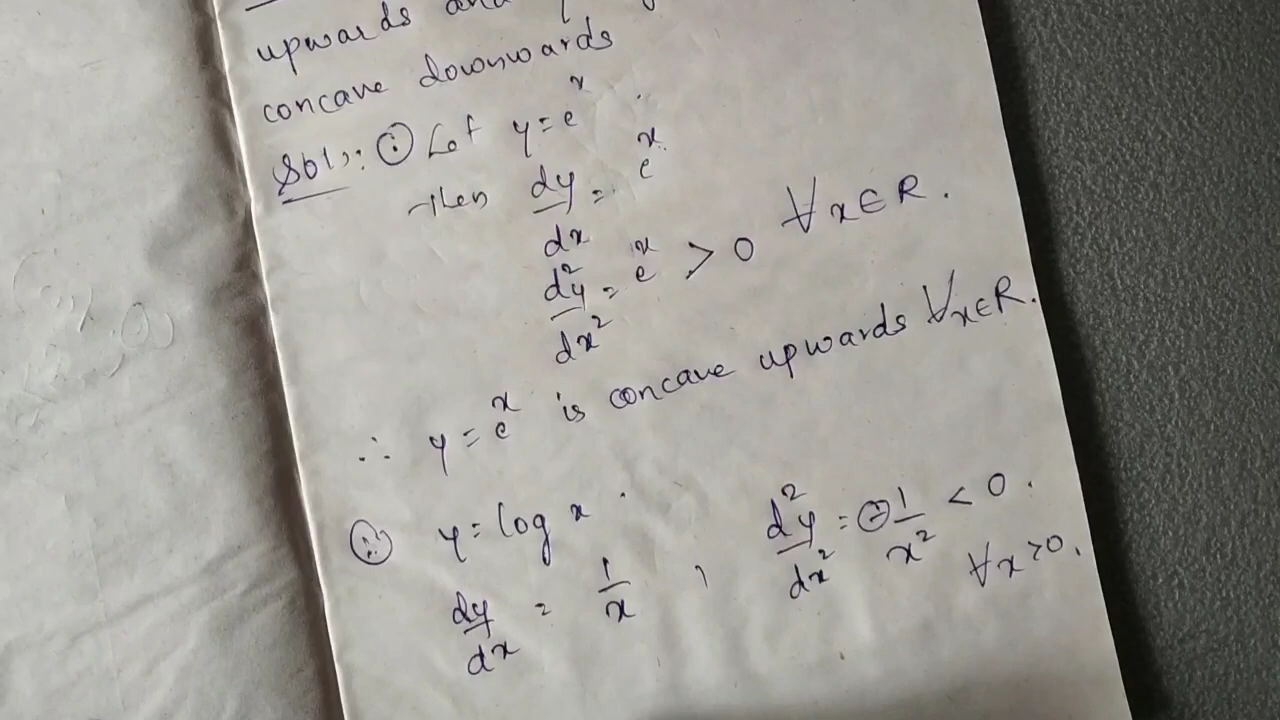 upwards and
concave downwards
Sol: (i) Let y = e^x
Then dy/dx = e^x
d²y/dx² = e^x > 0 ∀ x ∈ R.
∴ y = e^x is concave upwards ∀ x ∈ R.
(ii) y = log x
dy/dx = 1/x , d²y/dx² = -1/x² < 0.
∀ x > 0.